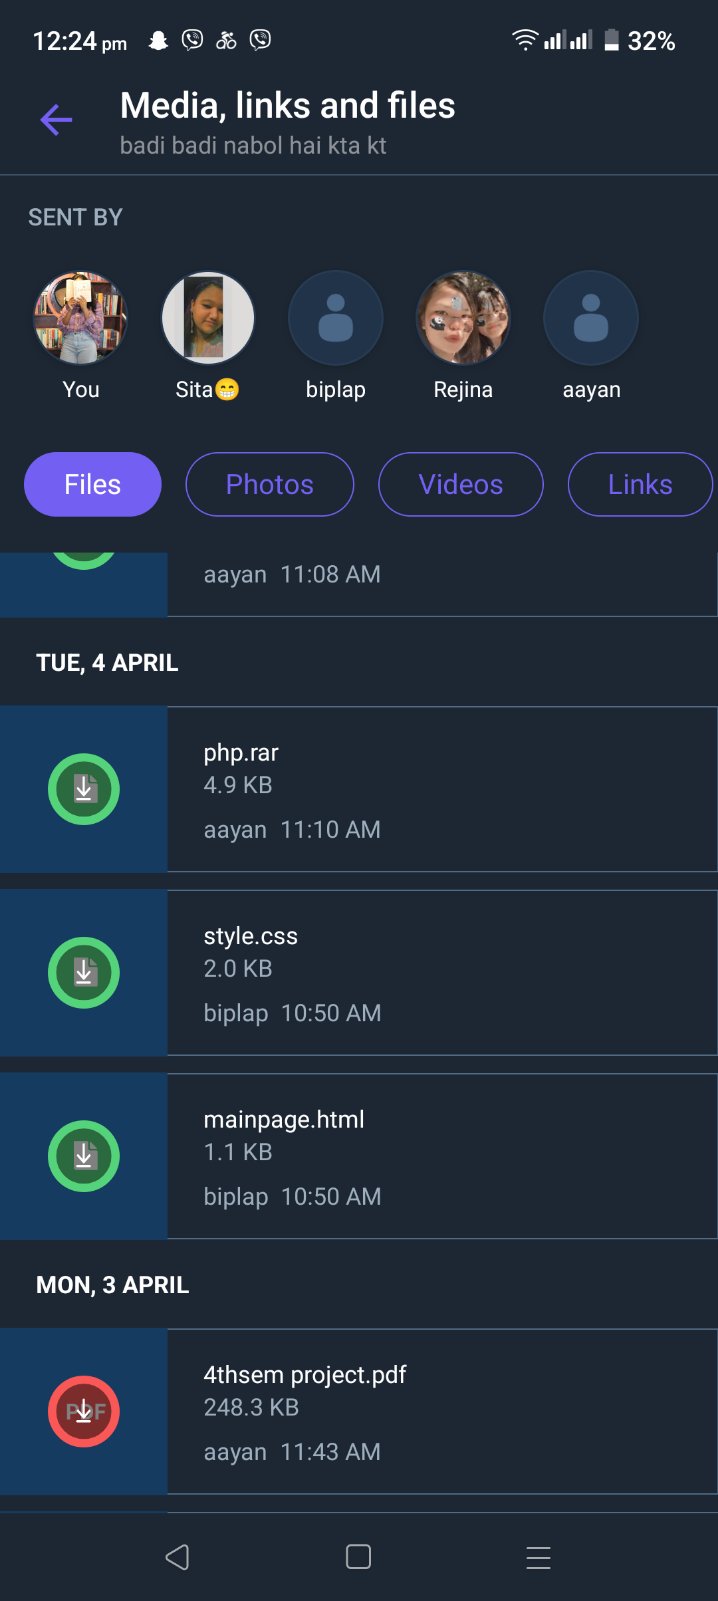 12:24 pm 32%
Media, links and files
badi badi nabol hai kta kt
SENT BY
You Sita😁 biplap Rejina aayan
Files Photos Videos Links
aayan 11:08 AM
TUE, 4 APRIL
php.rar
4.9 KB
aayan 11:10 AM
style.css
2.0 KB
biplap 10:50 AM
mainpage.html
1.1 KB
biplap 10:50 AM
MON, 3 APRIL
PDF
4thsem project.pdf
248.3 KB
aayan 11:43 AM